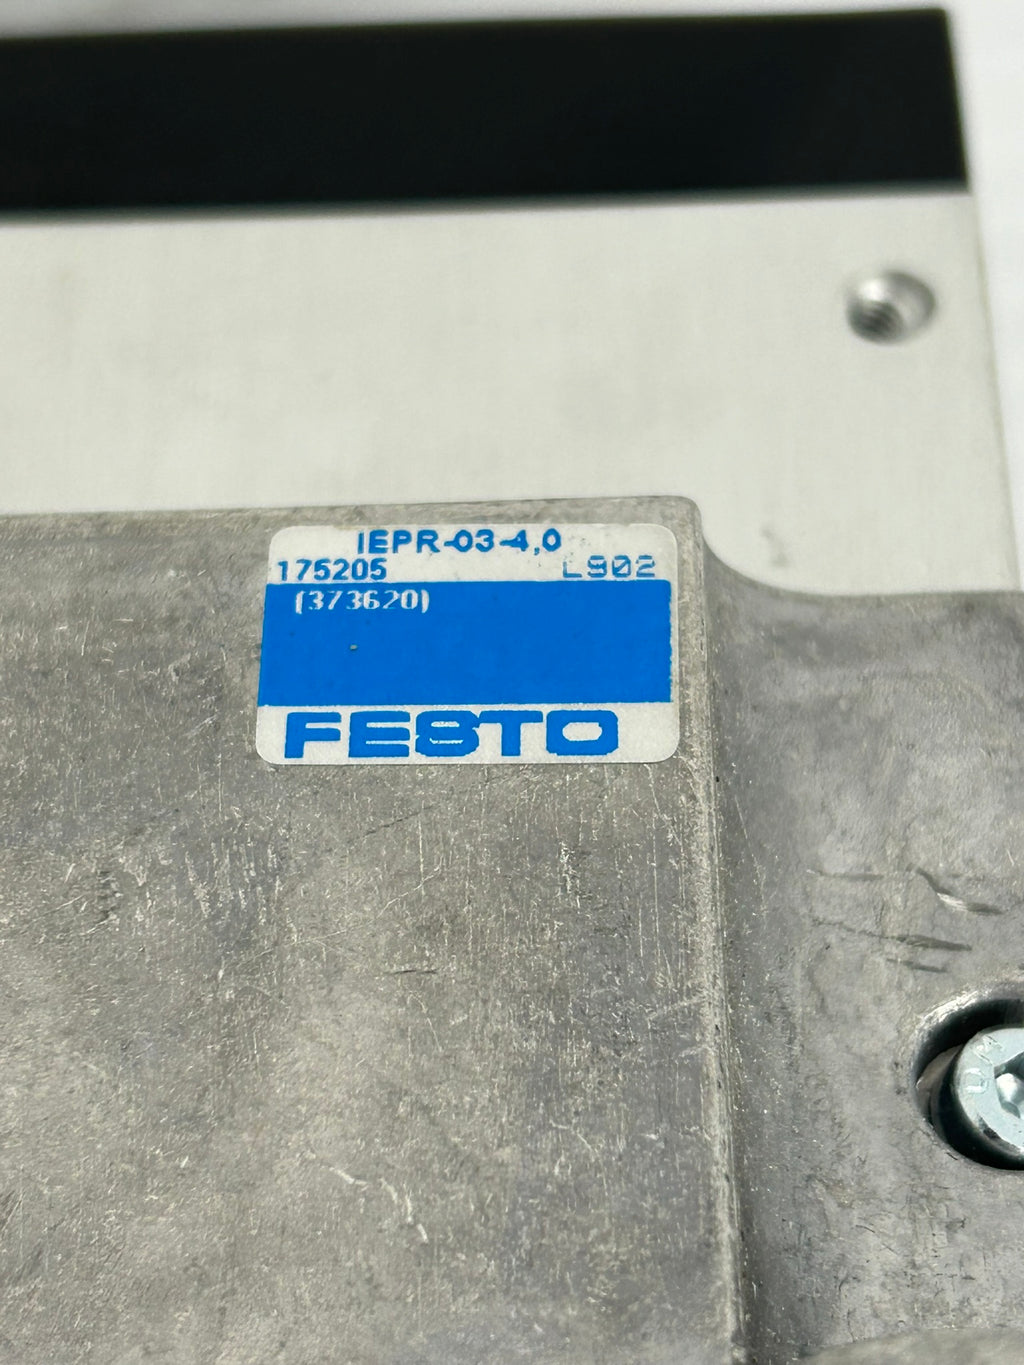 IEPR-03-4,0
175205 L902
(373620)
FESTO